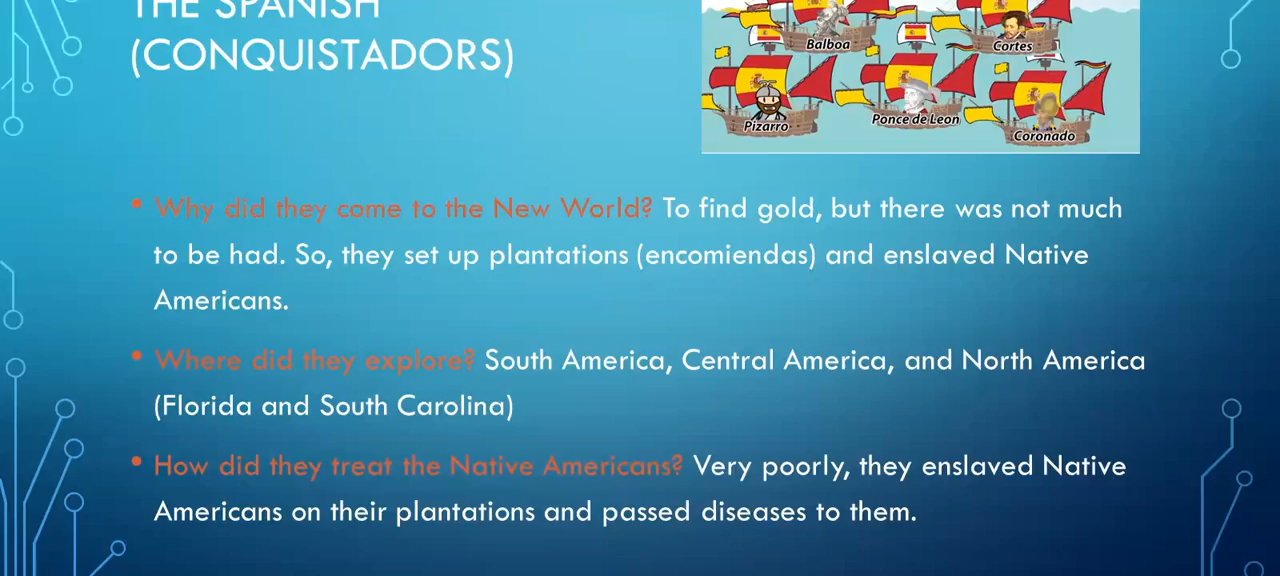 THE SPANISH
(CONQUISTADORS)
Balboa
Cortes
Pizarro
Ponce de Leon
Coronado
• Why did they come to the New World? To find gold, but there was not much
to be had. So, they set up plantations (encomiendas) and enslaved Native
Americans.
• Where did they explore? South America, Central America, and North America
(Florida and South Carolina)
• How did they treat the Native Americans? Very poorly, they enslaved Native
Americans on their plantations and passed diseases to them.